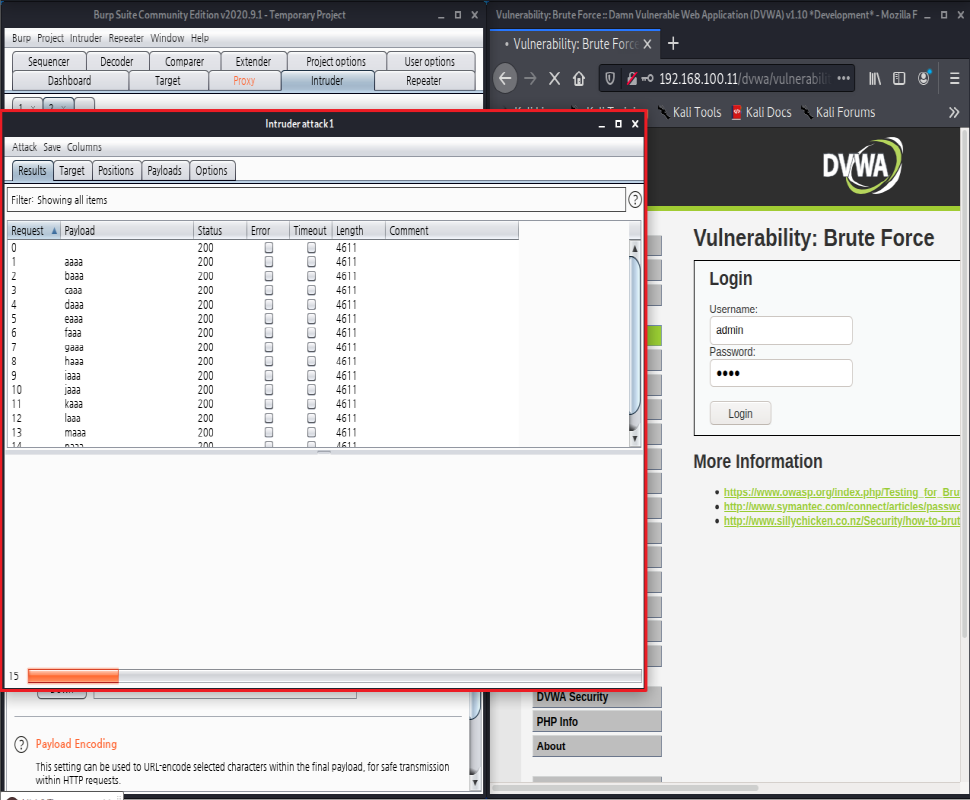 Burp Suite Community Edition v2020.9.1 - Temporary Project
Burp Project Intruder Repeater Window Help
Sequencer Decoder Comparer Extender Project options User options
Dashboard Target Proxy Intruder Repeater
1 2
Intruder attack1
Attack Save Columns
Results Target Positions Payloads Options
Filter: Showing all items
Request Payload Status Error Timeout Length Comment
0 200 4611
1 aaaa 200 4611
2 baaa 200 4611
3 caaa 200 4611
4 daaa 200 4611
5 eaaa 200 4611
6 faaa 200 4611
7 gaaa 200 4611
8 haaa 200 4611
9 iaaa 200 4611
10 jaaa 200 4611
11 kaaa 200 4611
12 laaa 200 4611
13 maaa 200 4611
14 naaa 200 4611
15
Payload Encoding
This setting can be used to URL-encode selected characters within the final payload, for safe transmission
within HTTP requests.
Vulnerability: Brute Force :: Damn Vulnerable Web Application (DVWA) v1.10 *Development* - Mozilla F
• Vulnerability: Brute Forc
192.168.100.11/dvwa/vulnerabili
Kali Tools Kali Docs Kali Forums
DVWA
Vulnerability: Brute Force
Login
Username:
admin
Password:
••••
Login
More Information
• https://www.owasp.org/index.php/Testing_for_Bru
• http://www.symantec.com/connect/articles/passwo
• http://www.sillychicken.co.nz/Security/how-to-brut
DVWA Security
PHP Info
About